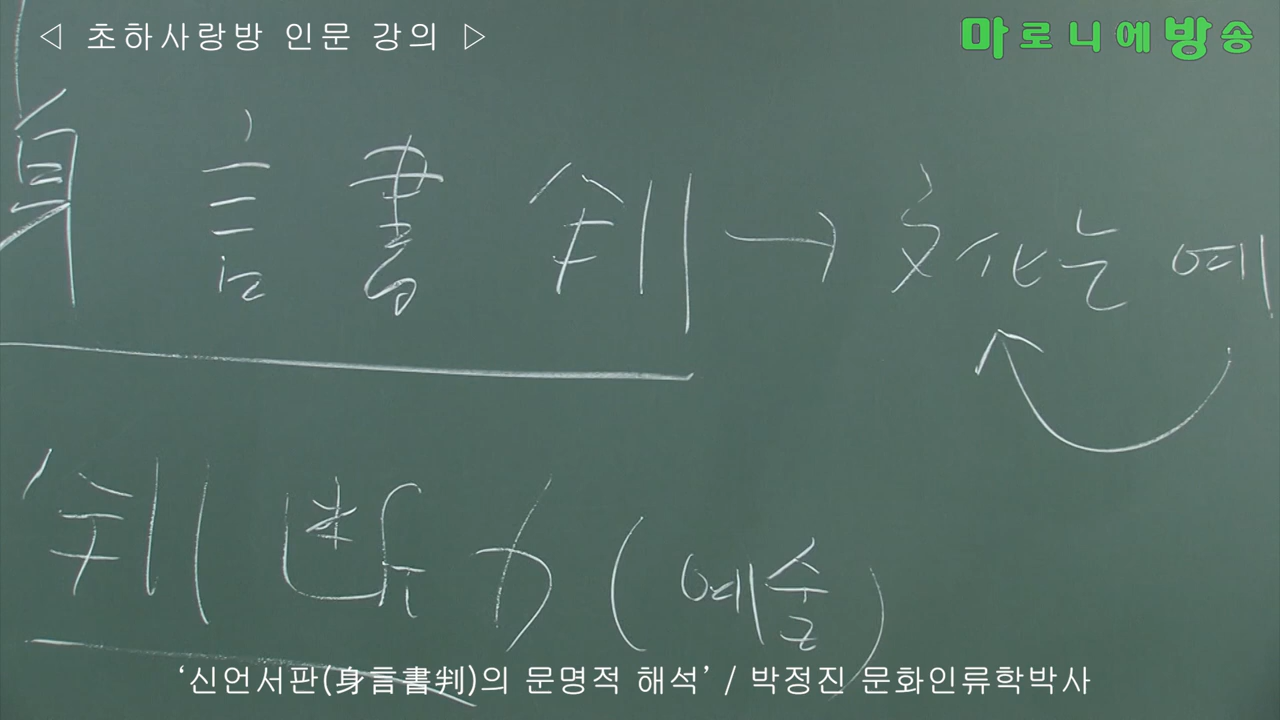 ◁ 초하사랑방 인문 강의 ▷
마로니에방송
身言書判→文化는 예
判断力(예술)
‘신언서판(身言書判)의 문명적 해석’ / 박정진 문화인류학박사